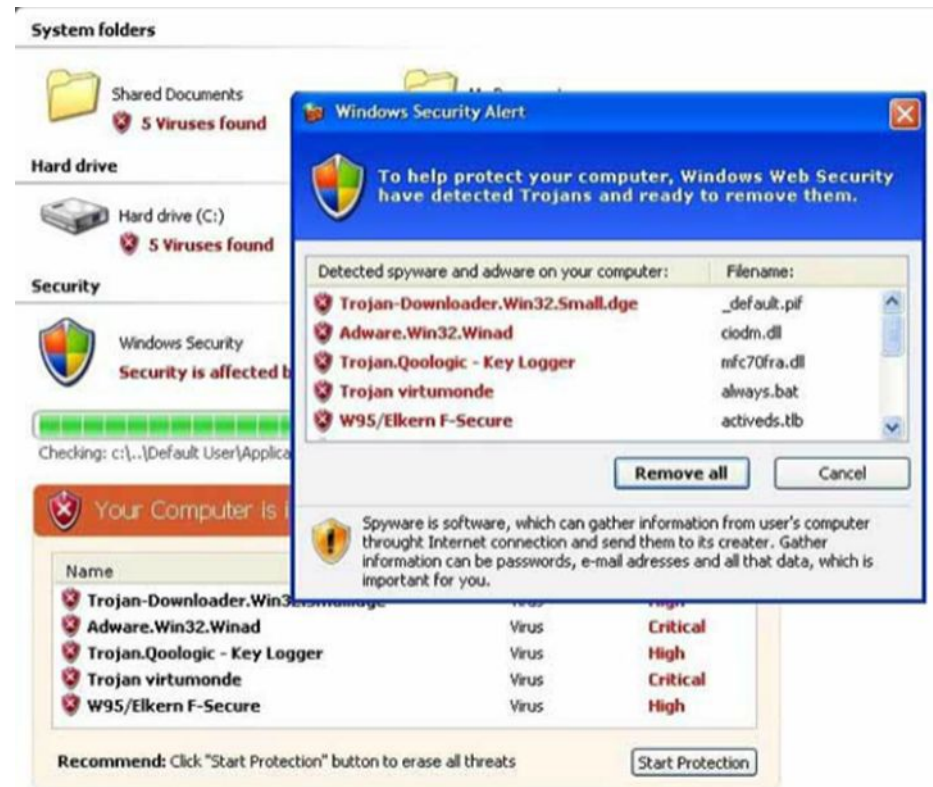 System folders
Shared Documents
5 Viruses found
Hard drive
Hard drive (C:)
5 Viruses found
Security
Windows Security
Security is affected b
Checking: c:\..\Default User\Applica
Your Computer is i
Name
Trojan-Downloader.Win32.Small.dge
Adware.Win32.Winad Virus Critical
Trojan.Qoologic - Key Logger Virus High
Trojan virtumonde Virus Critical
W95/Elkern F-Secure Virus High
Recommend: Click "Start Protection" button to erase all threats
Start Protection
Windows Security Alert
To help protect your computer, Windows Web Security
have detected Trojans and ready to remove them.
Detected spyware and adware on your computer: Filename:
Trojan-Downloader.Win32.Small.dge _default.pif
Adware.Win32.Winad ciodm.dll
Trojan.Qoologic - Key Logger mfc70fra.dll
Trojan virtumonde always.bat
W95/Elkern F-Secure activeds.tlb
Remove all Cancel
Spyware is software, which can gather information from user's computer
throught Internet connection and send them to its creater. Gather
information can be passwords, e-mail adresses and all that data, which is
important for you.